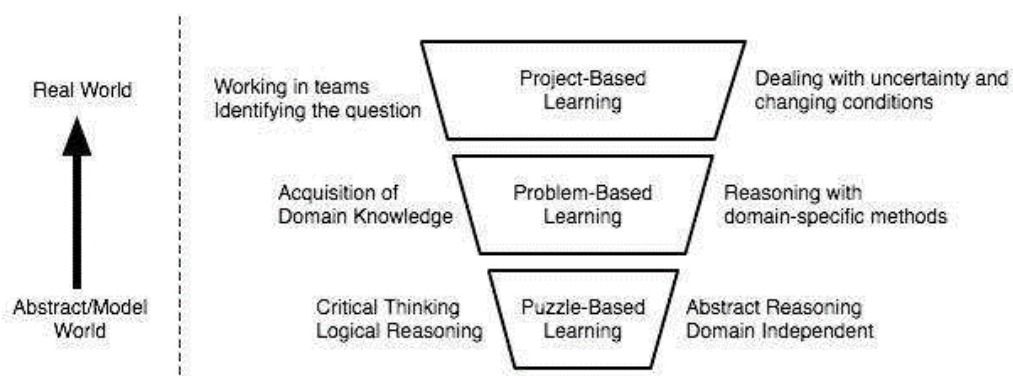 Real World
Abstract/Model
World
Working in teams
Identifying the question
Project-Based
Learning
Dealing with uncertainty and
changing conditions
Acquisition of
Domain Knowledge
Problem-Based
Learning
Reasoning with
domain-specific methods
Critical Thinking
Logical Reasoning
Puzzle-Based
Learning
Abstract Reasoning
Domain Independent